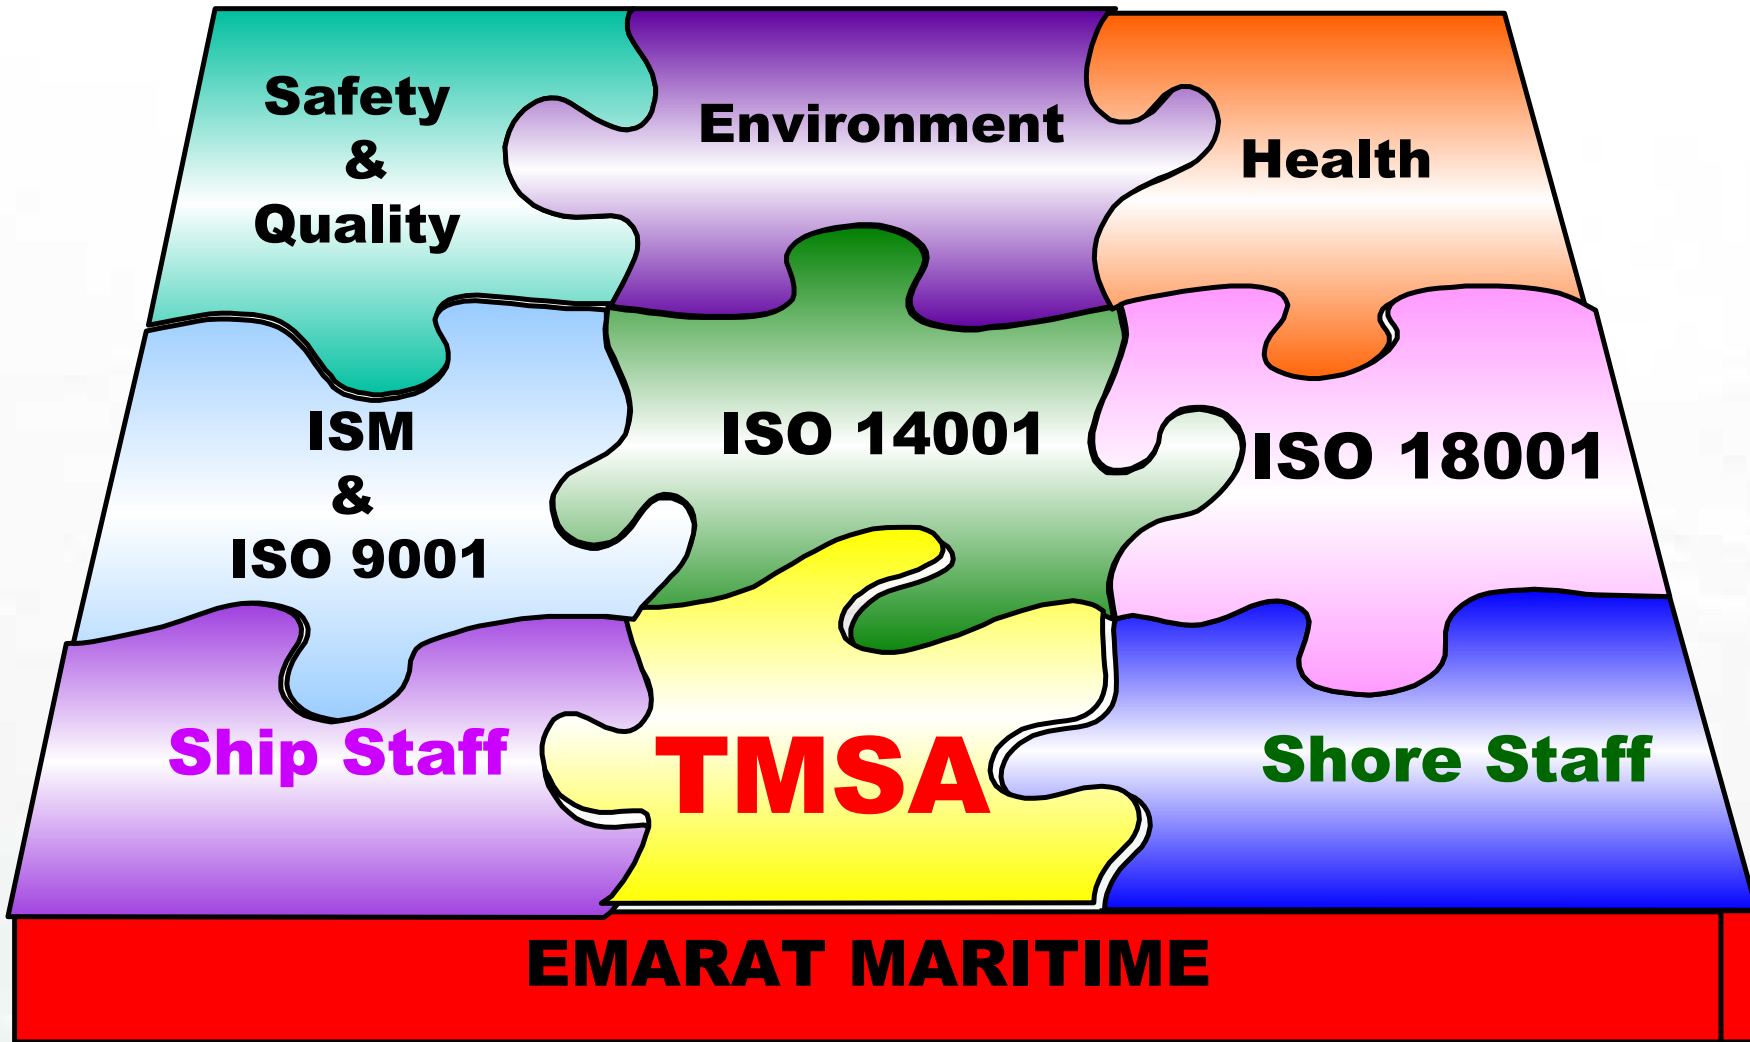 Safety
&
Quality
Environment
Health
ISM
&
ISO 9001
ISO 14001
ISO 18001
Ship Staff
TMSA
Shore Staff
EMARAT MARITIME